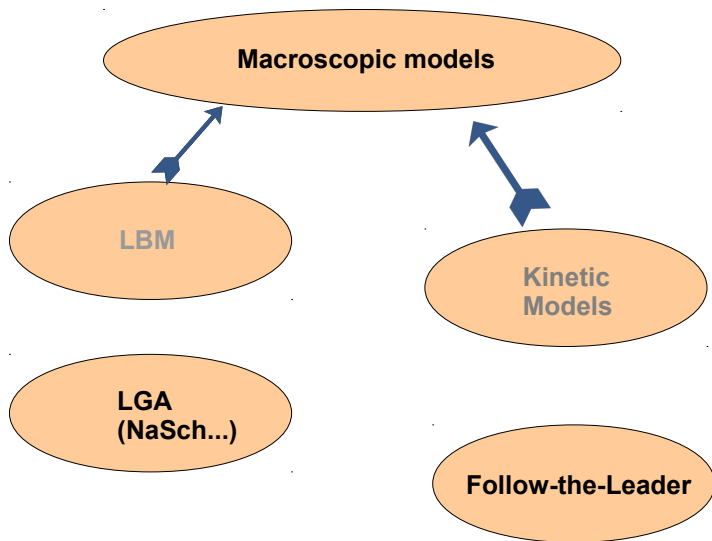 Macroscopic models
LBM
Kinetic
Models
LGA
(NaSch...)
Follow-the-Leader